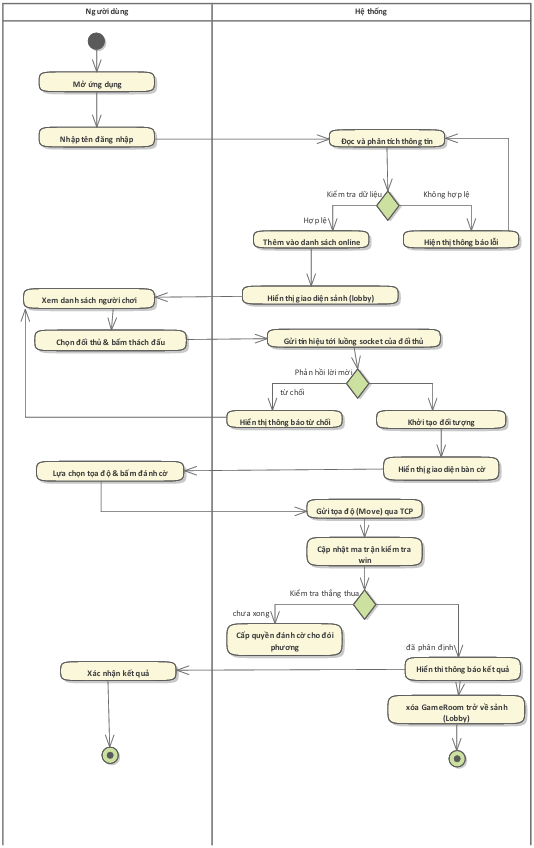 Người dùng
Hệ thống
Mở ứng dụng
Nhập tên đăng nhập
Đọc và phân tích thông tin
Kiểm tra dữ liệu
Không hợp lệ
Hợp lệ
Thêm vào danh sách online
Hiện thị thông báo lỗi
Xem danh sách người chơi
Hiển thị giao diện sảnh (lobby)
Chọn đối thủ & bấm thách đấu
Gửi tín hiệu tới luồng socket của đối thủ
Phản hồi lời mời
từ chối
Hiển thị thông báo từ chối
Khởi tạo đối tượng
Lựa chọn tọa độ & bấm đánh cờ
Hiển thị giao diện bàn cờ
Gửi tọa độ (Move) qua TCP
Cập nhật ma trận kiểm tra
win
Kiểm tra thắng thua
chưa xong
Cấp quyền đánh cờ cho đói
phương
đã phân định
Xác nhận kết quả
Hiển thi thông báo kết quả
xóa GameRoom trở về sảnh
(Lobby)